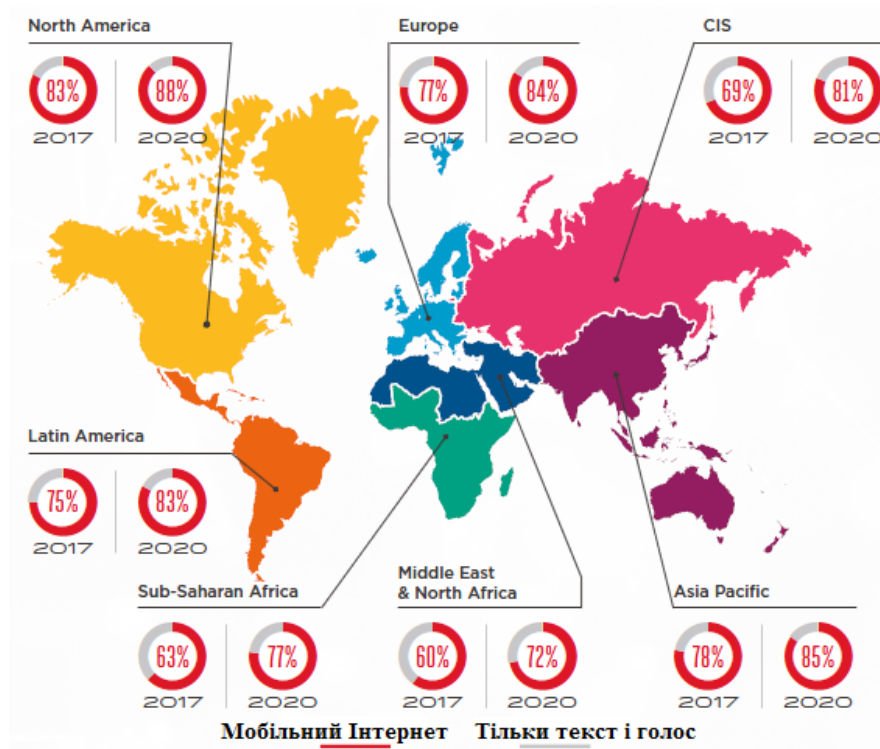 North America
83%
2017
88%
2020
Europe
77%
2017
84%
2020
CIS
69%
2017
81%
2020
Latin America
75%
2017
83%
2020
Sub-Saharan Africa
63%
2017
77%
2020
Middle East
& North Africa
60%
2017
72%
2020
Asia Pacific
78%
2017
85%
2020
Мобільний Інтернет
Тільки текст і голос